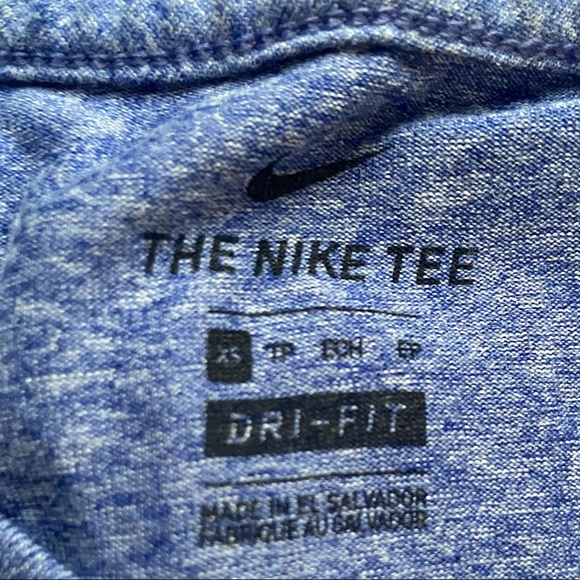 THE NIKE TEE
XS TP ECH EP
DRI-FIT
MADE IN EL SALVADOR
FABRIQUÉ AU SALVADOR